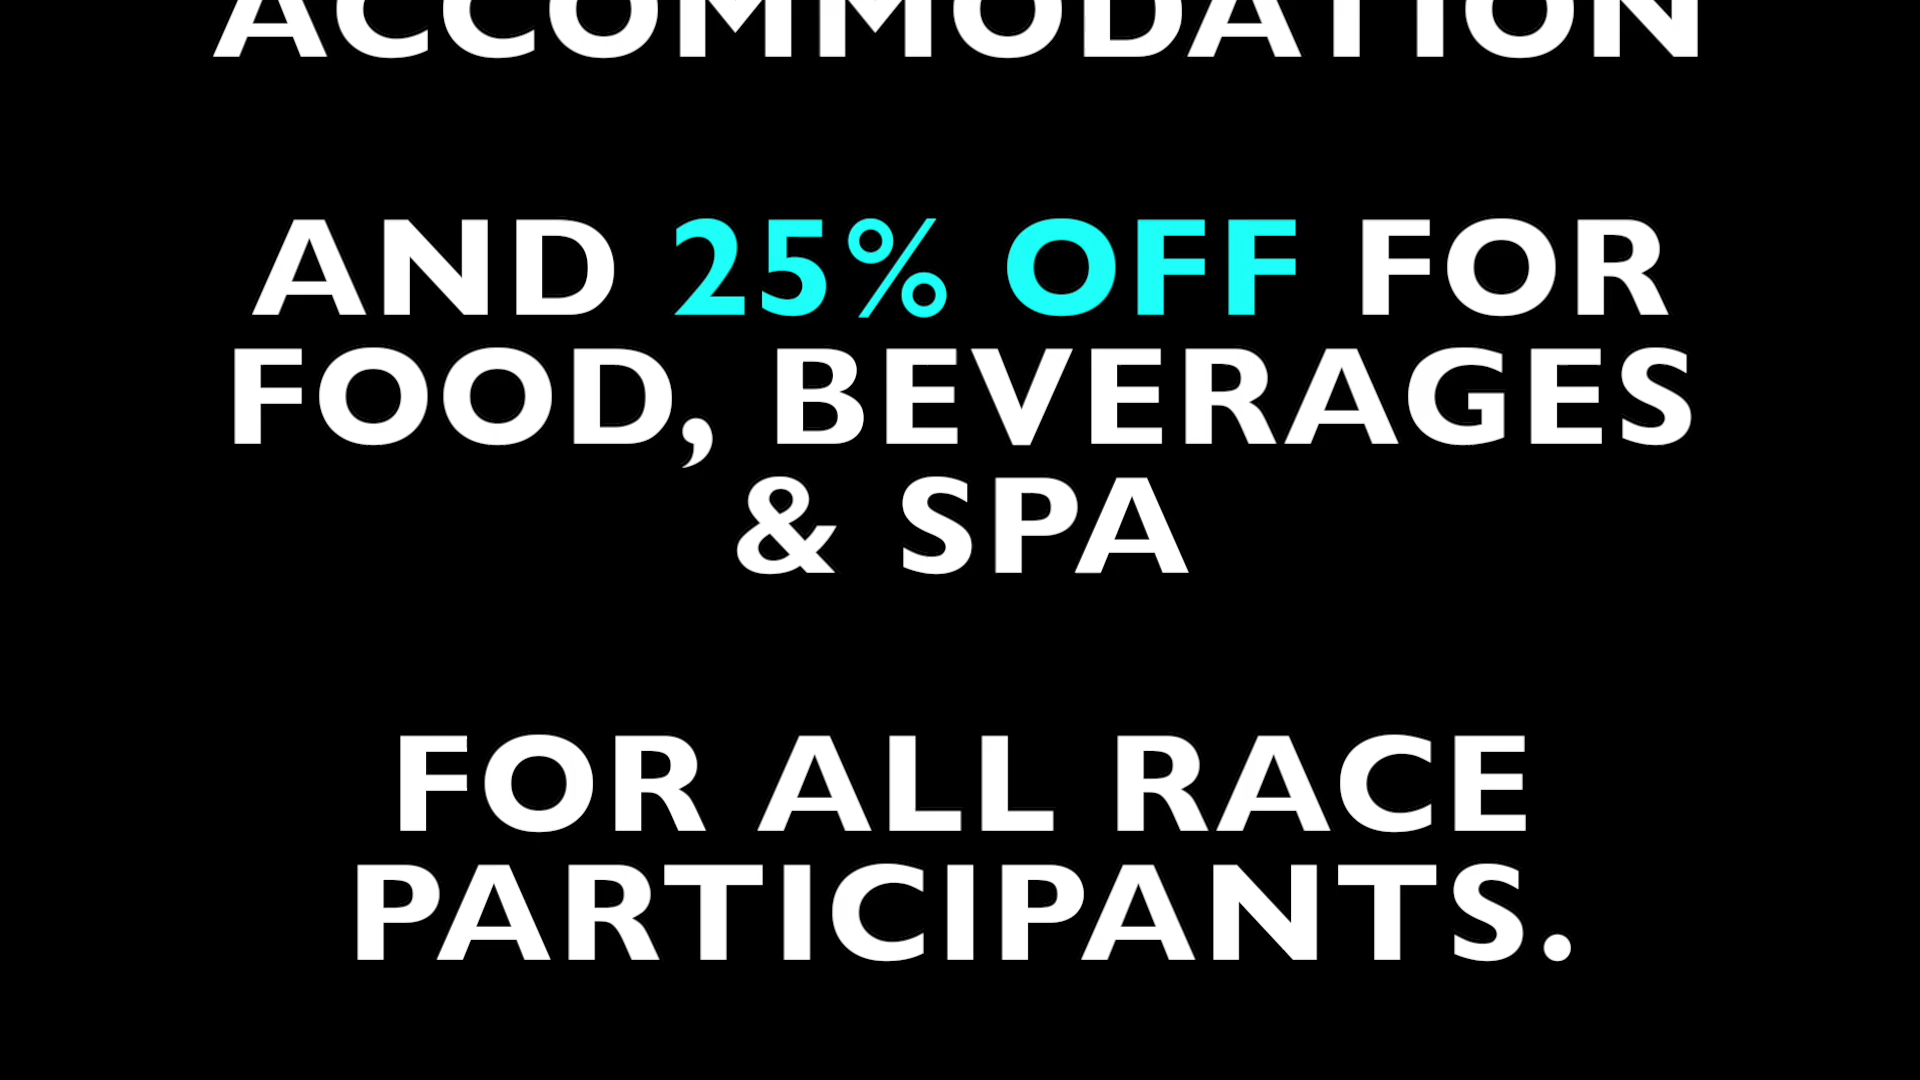 ACCOMMODATION
AND 25% OFF FOR
FOOD, BEVERAGES
& SPA
FOR ALL RACE
PARTICIPANTS.